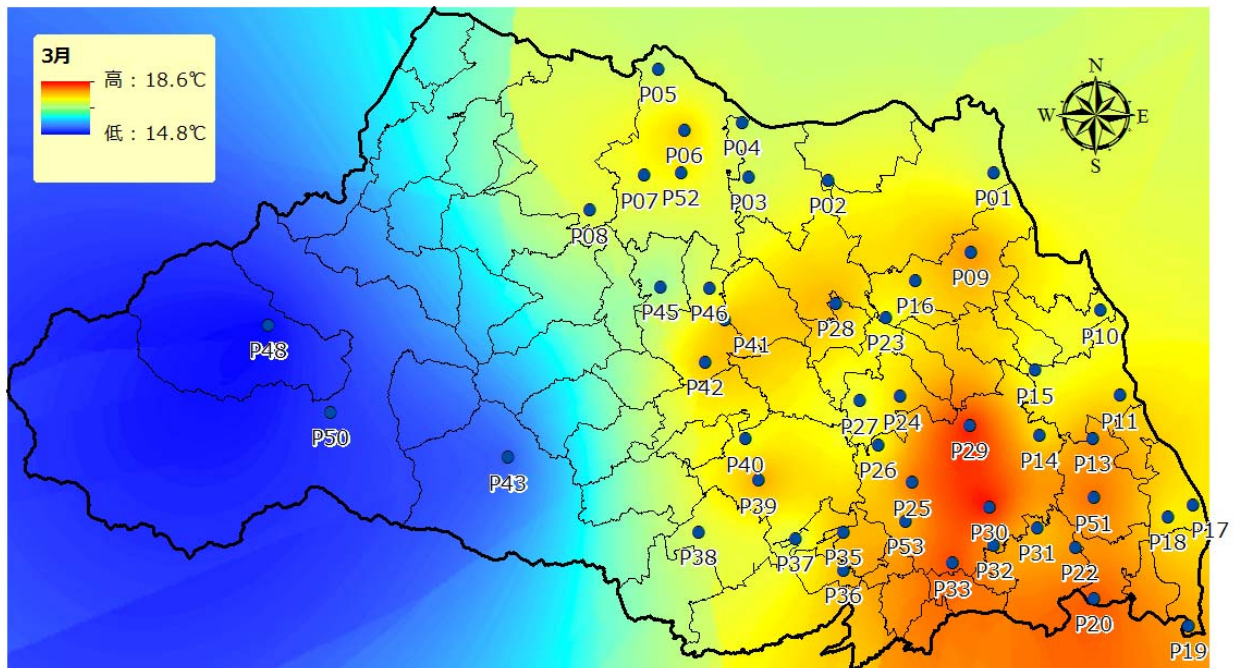 3月
高 : 18.6℃
低 : 14.8℃
N
W E
S
P05
P04
P06
P07 P52 P03 P02 P01
P08
P09
P45 P46 P28 P16
P23 P10
P48 P41
P42
P15
P50 P27 P24 P11
P40 P26 P29 P14 P13
P43
P39 P25
P30 P51
P38 P37 P35 P53 P32 P31 P18 P17
P36 P33 P22
P20
P19